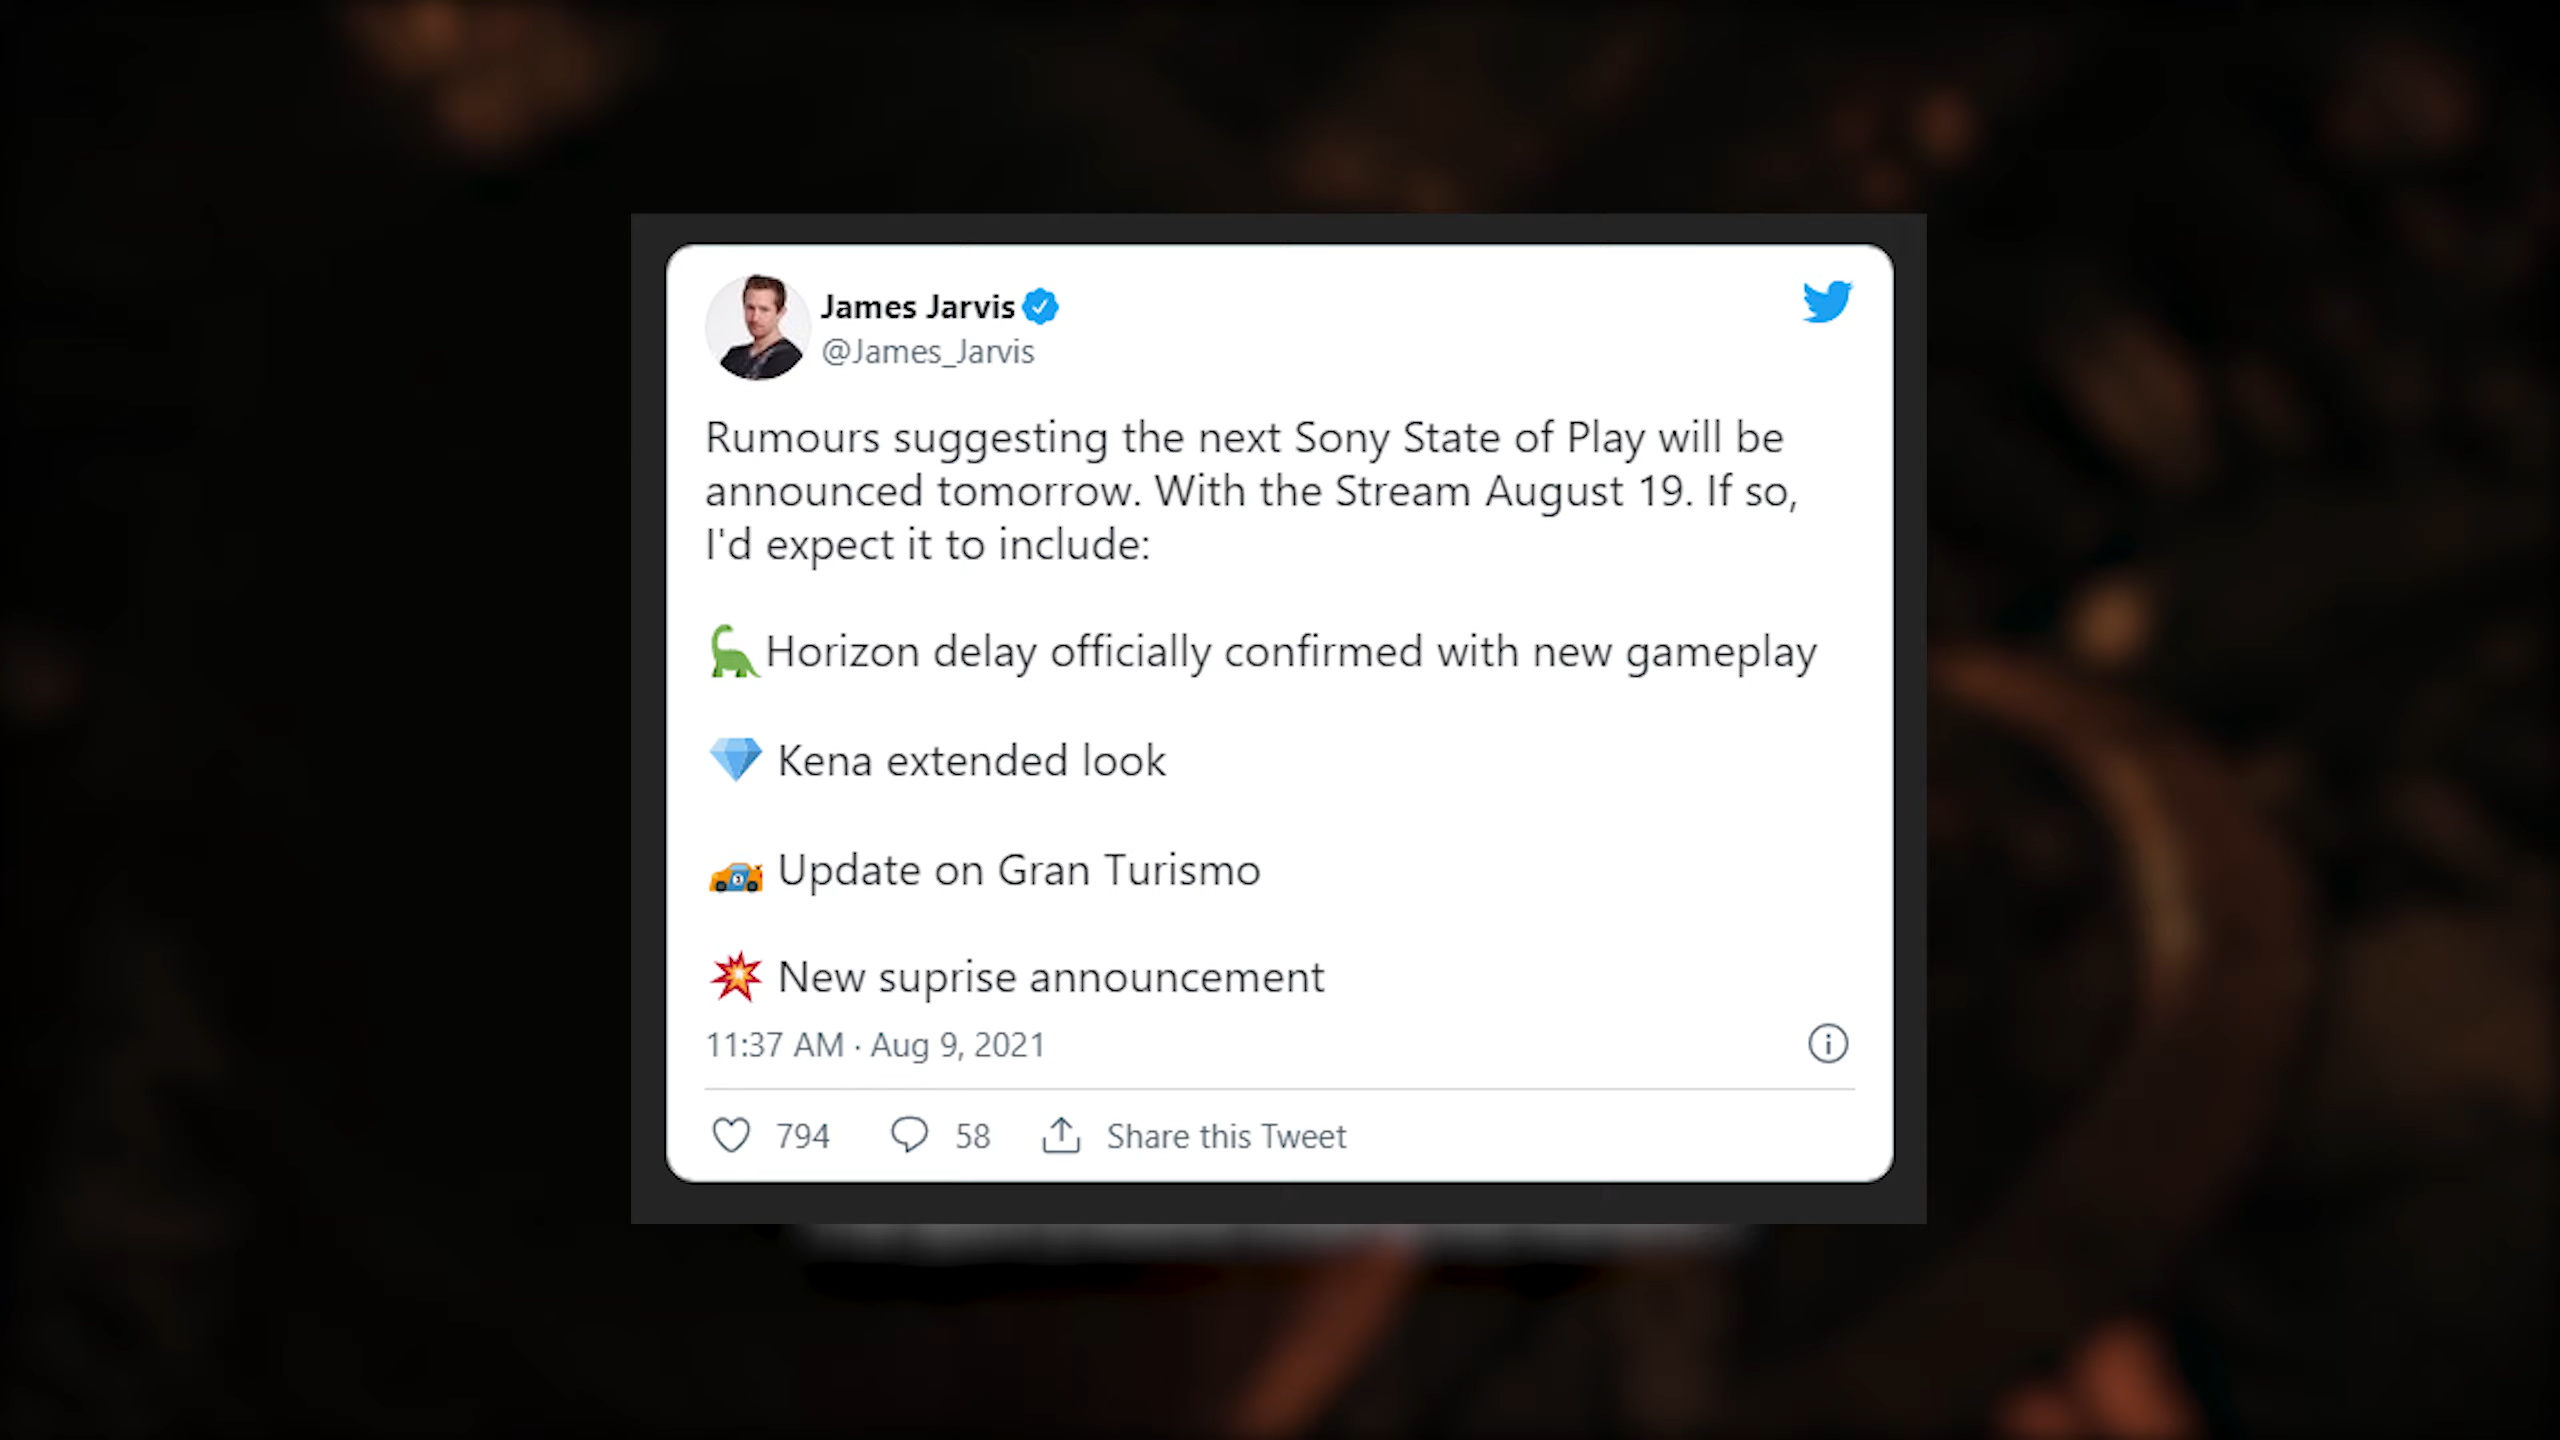 James Jarvis
@James_Jarvis
Rumours suggesting the next Sony State of Play will be
announced tomorrow. With the Stream August 19. If so,
I'd expect it to include:
🦕Horizon delay officially confirmed with new gameplay
💎 Kena extended look
Update on Gran Turismo
💥 New suprise announcement
11:37 AM · Aug 9, 2021
794 58 Share this Tweet